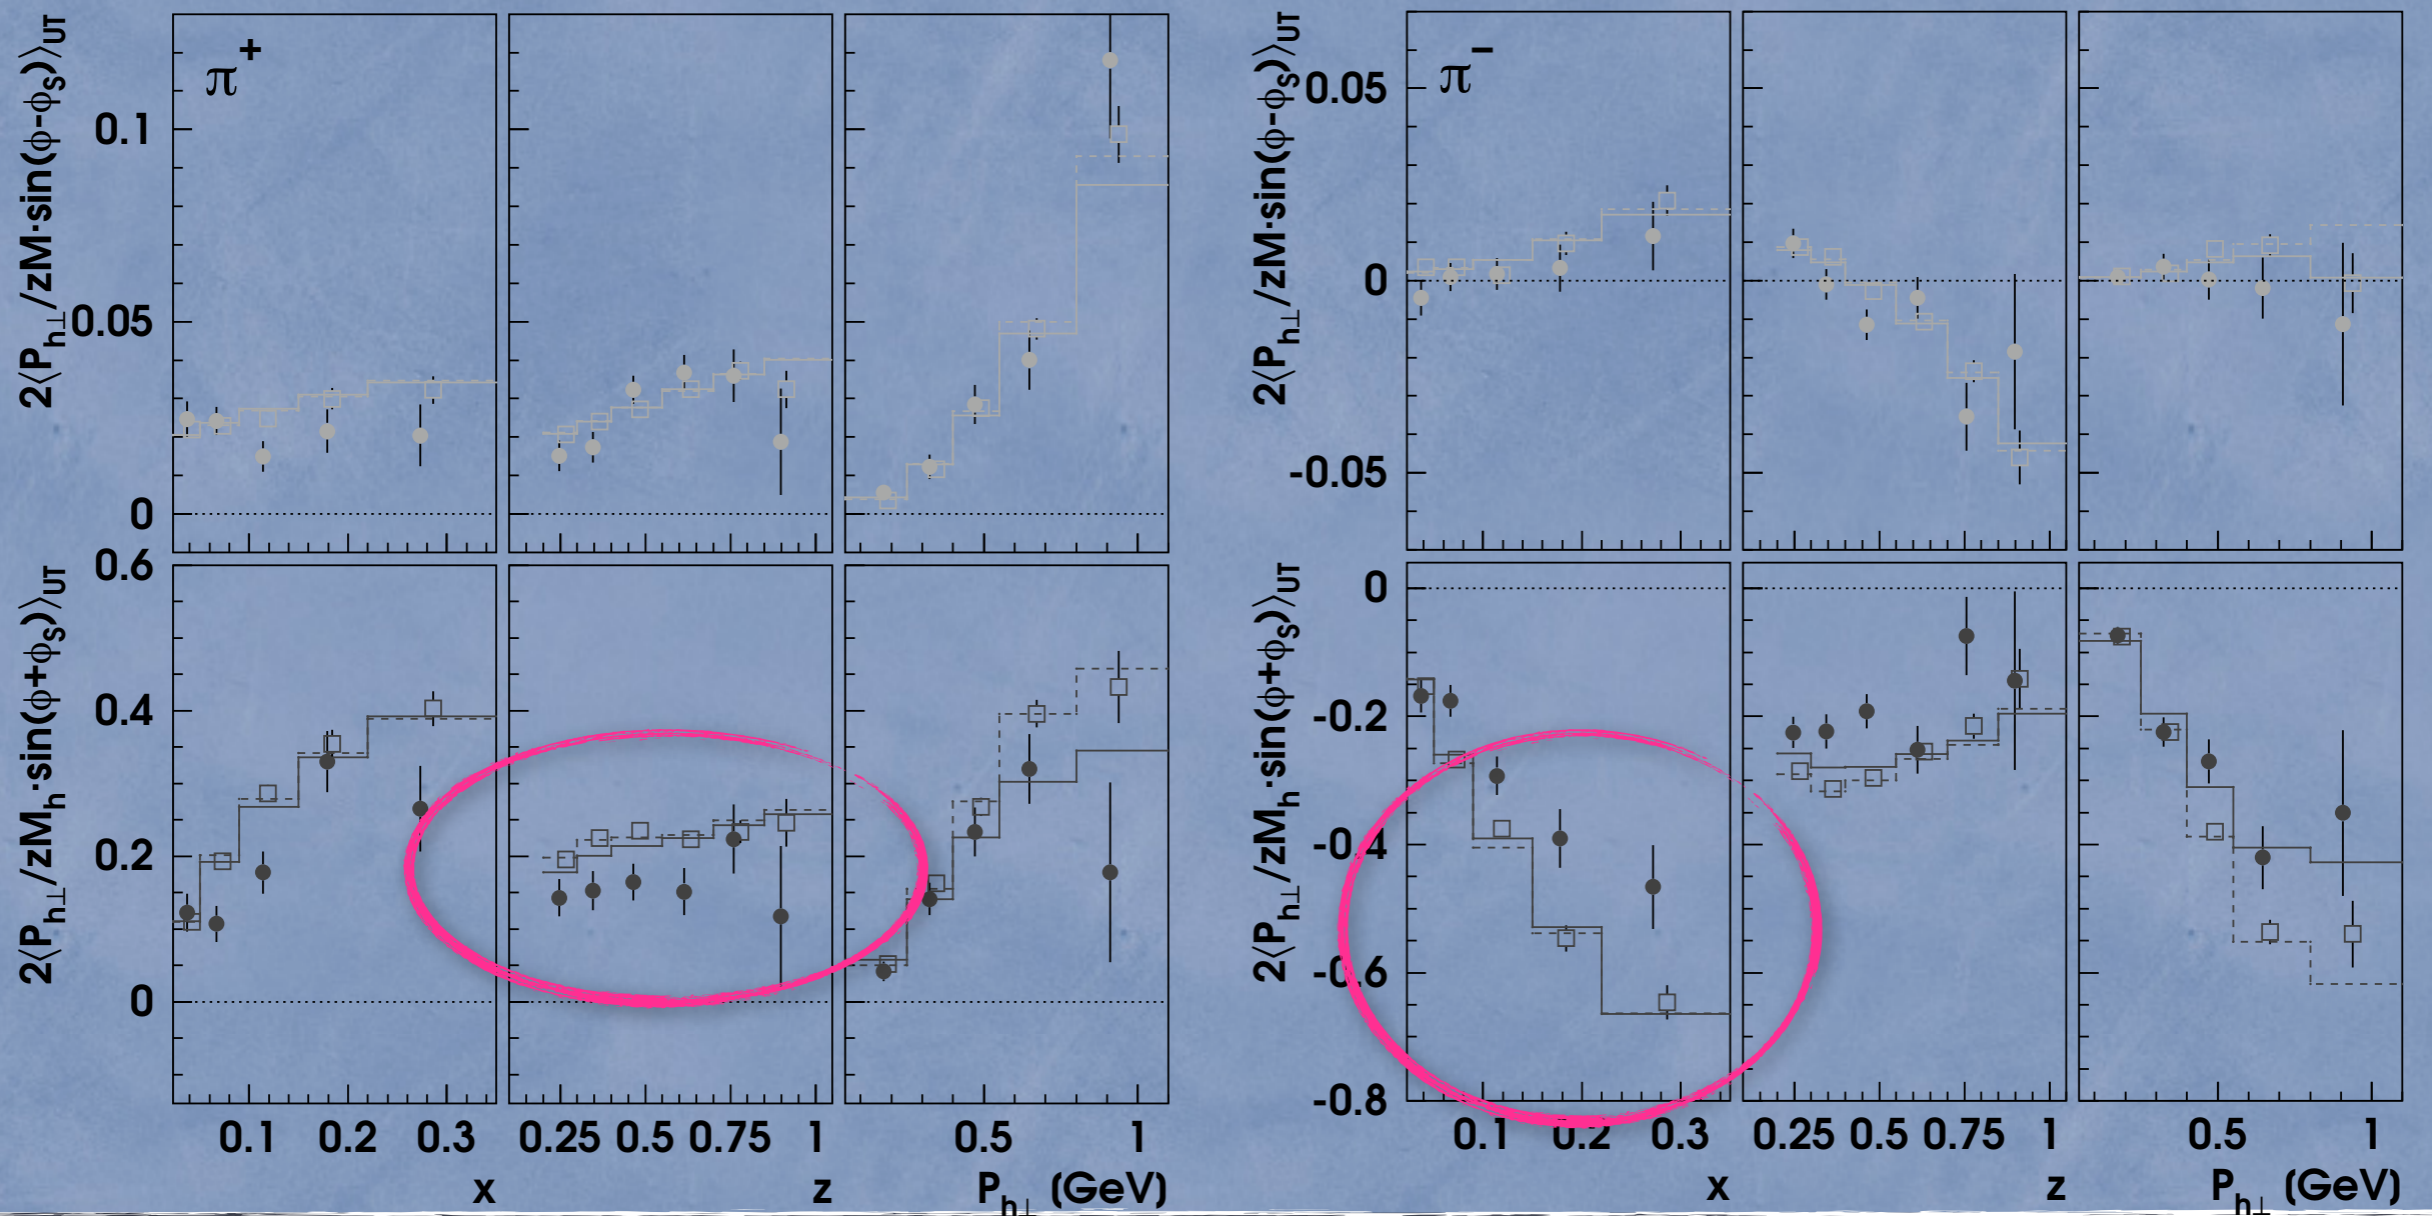 2⟨P_h⊥/zM·sin(ϕ-ϕ_S)⟩_UT
π⁺
0.1
0.05
0
2⟨P_h⊥/zM_h·sin(ϕ+ϕ_S)⟩_UT
0.6
0.4
0.2
0
0.1 0.2 0.3
x
0.25 0.5 0.75 1
z
0.5 1
P_h⊥ (GeV)
2⟨P_h⊥/zM·sin(ϕ-ϕ_S)⟩_UT
π⁻
0.05
0
-0.05
2⟨P_h⊥/zM_h·sin(ϕ+ϕ_S)⟩_UT
0
-0.2
-0.4
-0.6
-0.8
0.1 0.2 0.3
x
0.25 0.5 0.75 1
z
0.5 1
P_h⊥ (GeV)